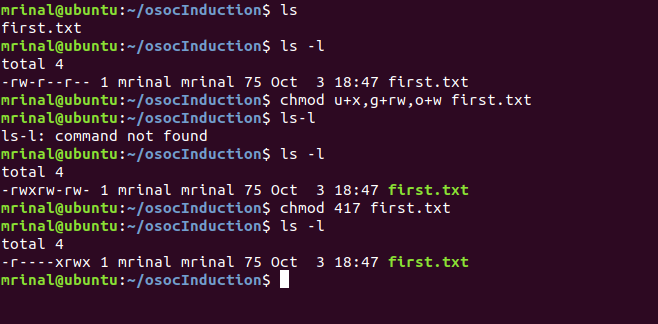 mrinal@ubuntu:~/osocInduction$ ls
first.txt
mrinal@ubuntu:~/osocInduction$ ls -l
total 4
-rw-r--r-- 1 mrinal mrinal 75 Oct  3 18:47 first.txt
mrinal@ubuntu:~/osocInduction$ chmod u+x,g+rw,o+w first.txt
mrinal@ubuntu:~/osocInduction$ ls-l
ls-l: command not found
mrinal@ubuntu:~/osocInduction$ ls -l
total 4
-rwxrw-rw- 1 mrinal mrinal 75 Oct  3 18:47 first.txt
mrinal@ubuntu:~/osocInduction$ chmod 417 first.txt
mrinal@ubuntu:~/osocInduction$ ls -l
total 4
-r----xrwx 1 mrinal mrinal 75 Oct  3 18:47 first.txt
mrinal@ubuntu:~/osocInduction$